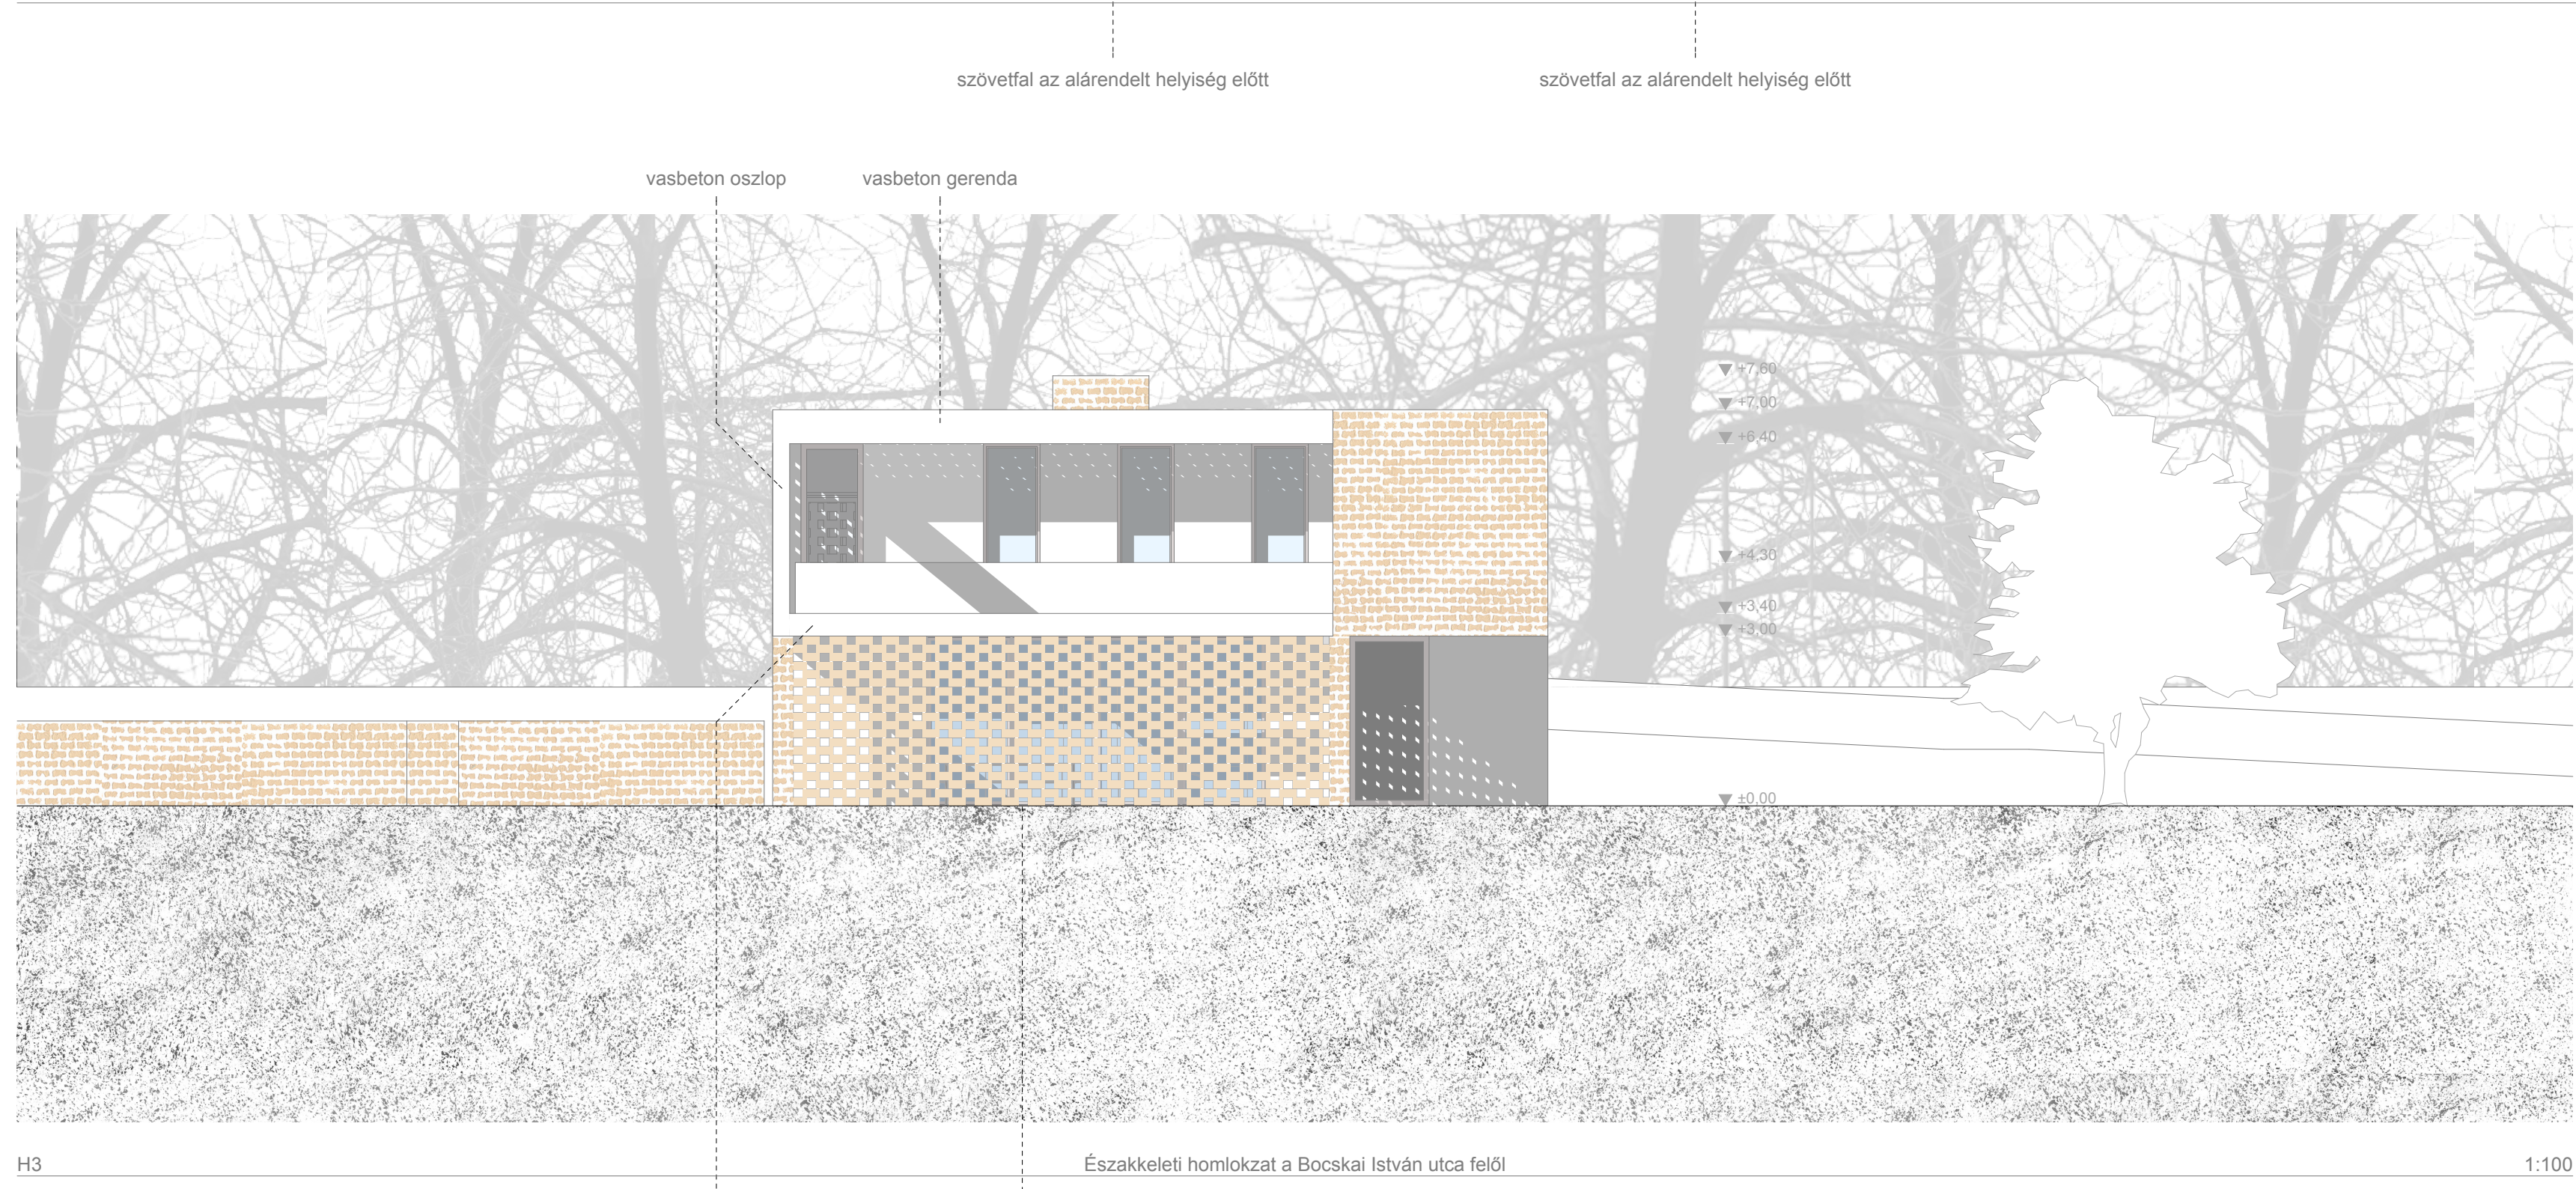 szövetfal az alárendelt helyiség előtt
szövetfal az alárendelt helyiség előtt
vasbeton oszlop
vasbeton gerenda
+7,60
+7,00
+6,40
+4,30
+3,40
+3,00
±0,00
H3
Északkeleti homlokzat a Bocskai István utca felől
1:100